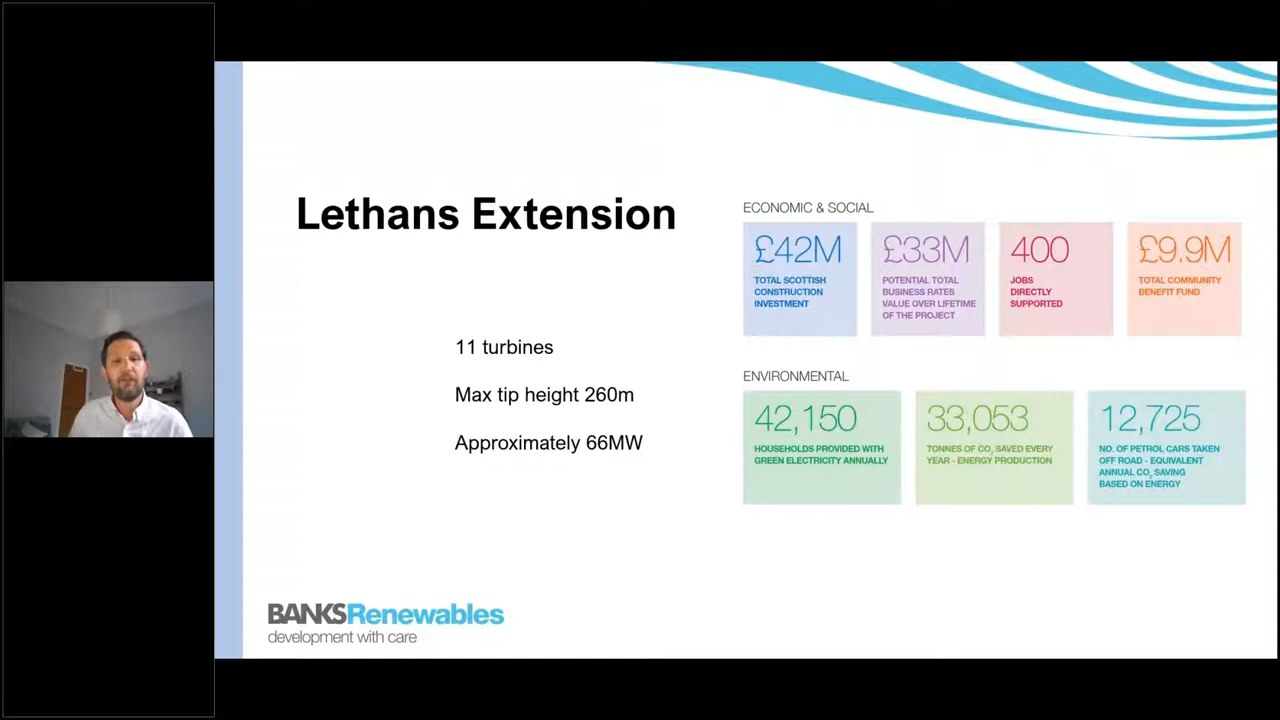 Lethans Extension
11 turbines
Max tip height 260m
Approximately 66MW
ECONOMIC & SOCIAL
£42M
TOTAL SCOTTISH
CONSTRUCTION
INVESTMENT
£33M
POTENTIAL TOTAL
BUSINESS RATES
VALUE OVER LIFETIME
OF THE PROJECT
400
JOBS
DIRECTLY
SUPPORTED
£9.9M
TOTAL COMMUNITY
BENEFIT FUND
ENVIRONMENTAL
42,150
HOUSEHOLDS PROVIDED WITH
GREEN ELECTRICITY ANNUALLY
33,053
TONNES OF CO₂ SAVED EVERY
YEAR - ENERGY PRODUCTION
12,725
NO. OF PETROL CARS TAKEN
OFF ROAD - EQUIVALENT
ANNUAL CO₂ SAVING
BASED ON ENERGY
BANKSRenewables
development with care